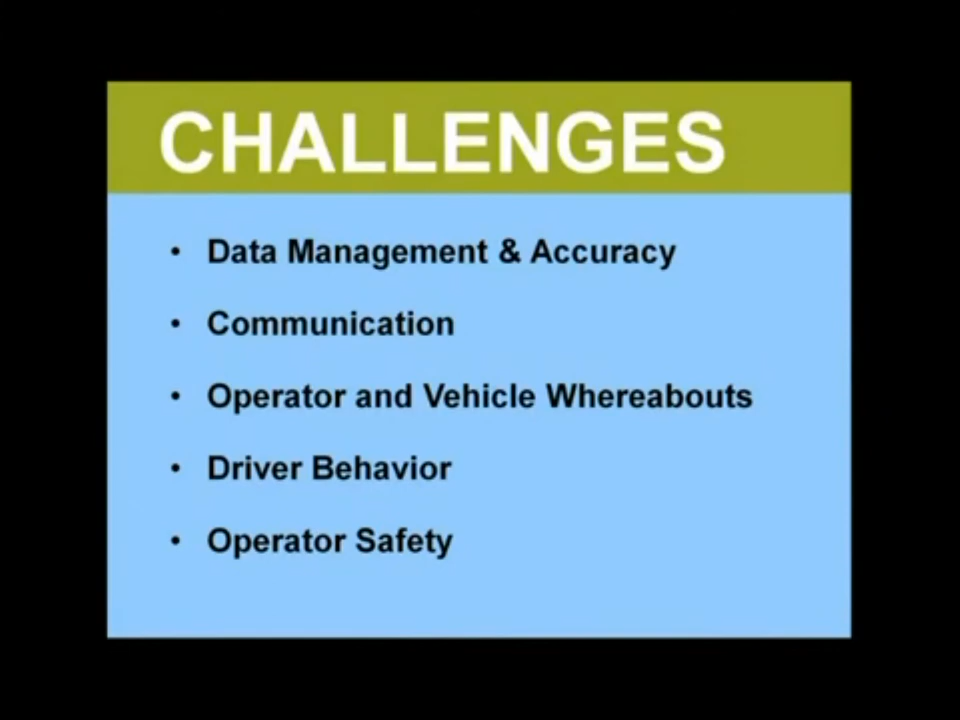 CHALLENGES
• Data Management & Accuracy
• Communication
• Operator and Vehicle Whereabouts
• Driver Behavior
• Operator Safety